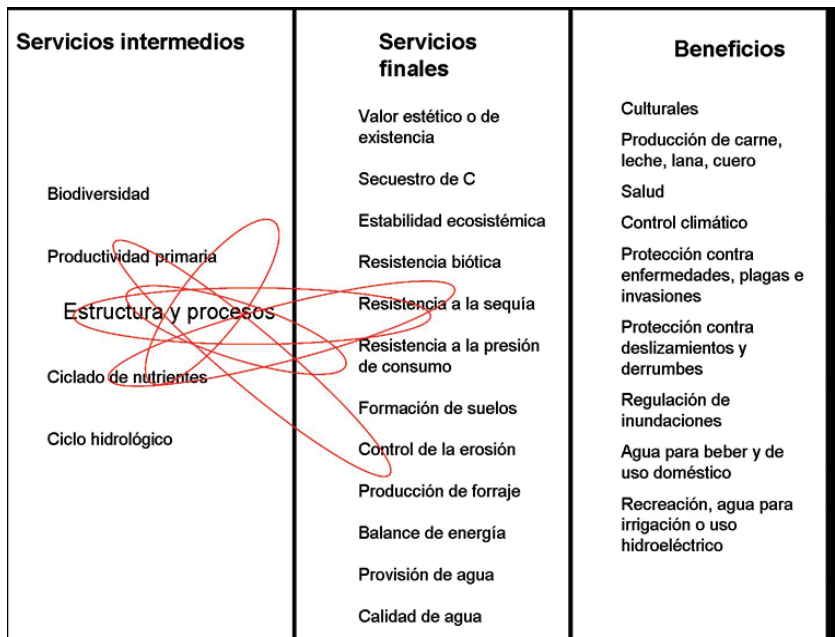 Servicios intermedios
Biodiversidad
Productividad primaria
Estructura y procesos
Ciclado de nutrientes
Ciclo hidrológico
Servicios
finales
Valor estético o de
existencia
Secuestro de C
Estabilidad ecosistémica
Resistencia biótica
Resistencia a la sequía
Resistencia a la presión
de consumo
Formación de suelos
Control de la erosión
Producción de forraje
Balance de energía
Provisión de agua
Calidad de agua
Beneficios
Culturales
Producción de carne,
leche, lana, cuero
Salud
Control climático
Protección contra
enfermedades, plagas e
invasiones
Protección contra
deslizamientos y
derrumbes
Regulación de
inundaciones
Agua para beber y de
uso doméstico
Recreación, agua para
irrigación o uso
hidroeléctrico